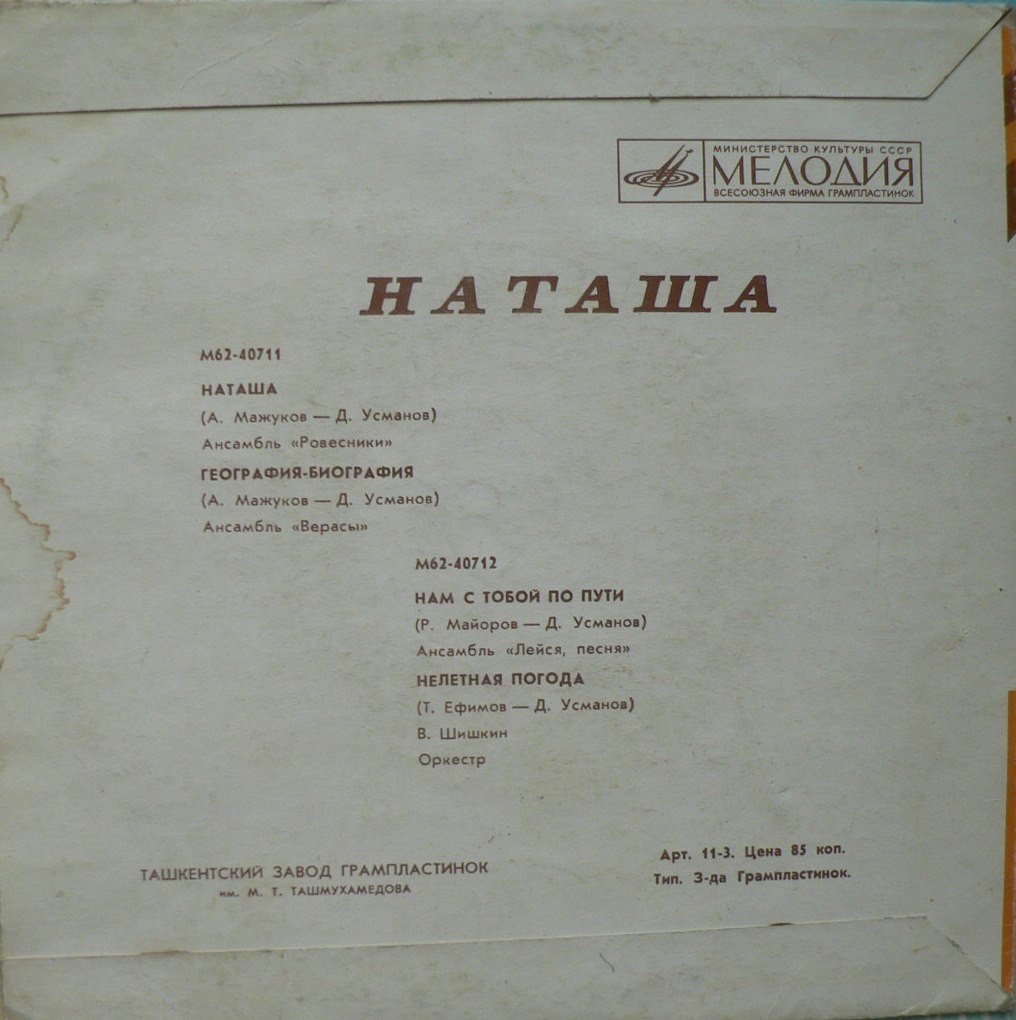 МИНИСТЕРСТВО КУЛЬТУРЫ СССР
МЕЛОДИЯ
ВСЕСОЮЗНАЯ ФИРМА ГРАМПЛАСТИНОК
НАТАША
М62-40711
НАТАША
(А. Мажуков — Д. Усманов)
Ансамбль «Ровесники»
ГЕОГРАФИЯ-БИОГРАФИЯ
(А. Мажуков — Д. Усманов)
Ансамбль «Верасы»
М62-40712
НАМ С ТОБОЙ ПО ПУТИ
(Р. Майоров — Д. Усманов)
Ансамбль «Лейся, песня»
НЕЛЕТНАЯ ПОГОДА
(Т. Ефимов — Д. Усманов)
В. Шишкин
Оркестр
ТАШКЕНТСКИЙ ЗАВОД ГРАМПЛАСТИНОК
им. М. Т. ТАШМУХАМЕДОВА
Арт. 11-3. Цена 85 коп.
Тип. З-да Грампластинок.